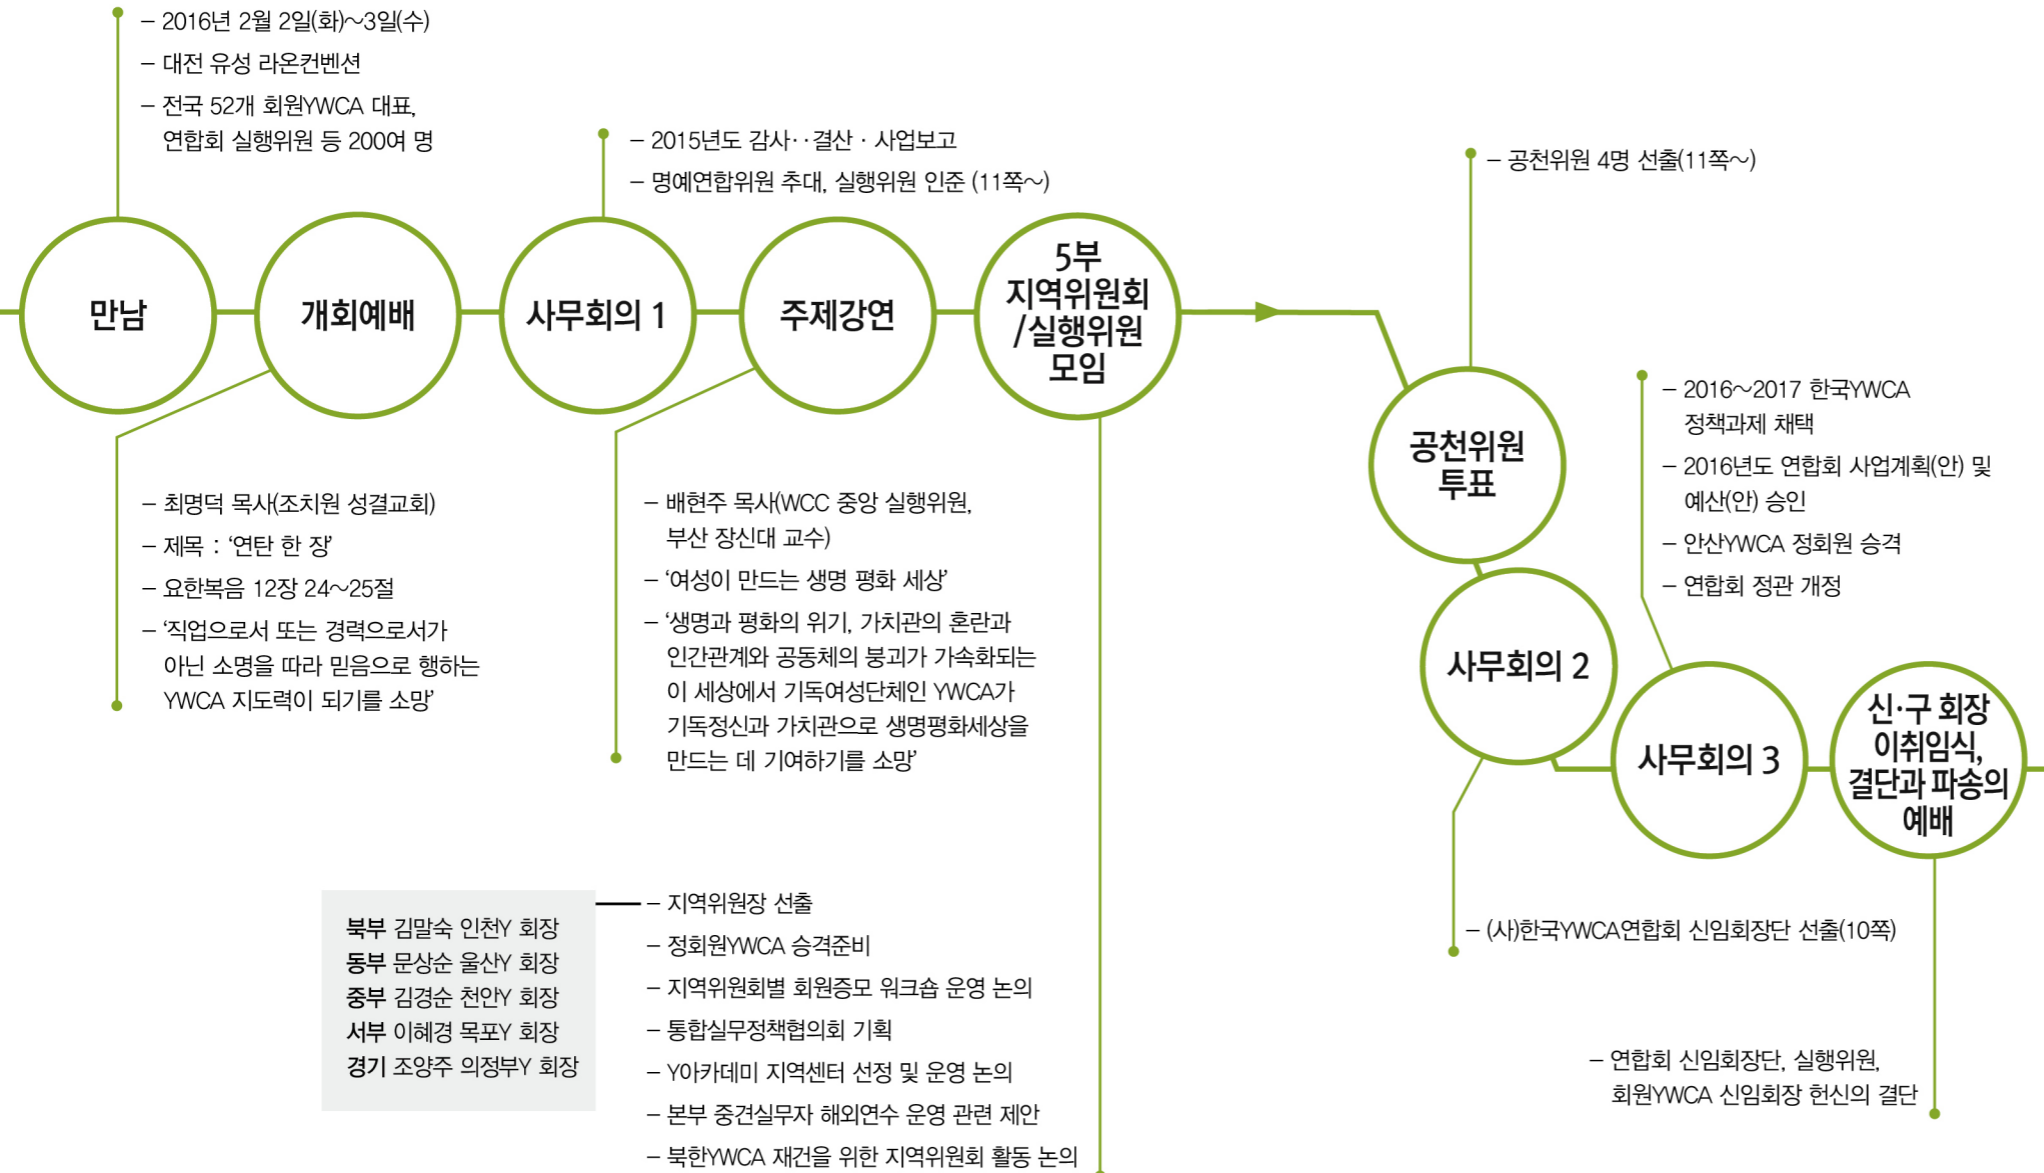 – 2016년 2월 2일(화)~3일(수)
– 대전 유성 라온컨벤션
– 전국 52개 회원YWCA 대표,
연합회 실행위원 등 200여 명
만남
개회예배
– 최명덕 목사(조치원 성결교회)
– 제목 : ‘연탄 한 장’
– 요한복음 12장 24~25절
– ‘직업으로서 또는 경력으로서가
아닌 소명을 따라 믿음으로 행하는
YWCA 지도력이 되기를 소망’
– 2015년도 감사··결산 · 사업보고
– 명예연합위원 추대, 실행위원 인준 (11쪽~)
사무회의 1
주제강연
– 배현주 목사(WCC 중앙 실행위원,
부산 장신대 교수)
– ‘여성이 만드는 생명 평화 세상’
– ‘생명과 평화의 위기, 가치관의 혼란과
인간관계와 공동체의 붕괴가 가속화되는
이 세상에서 기독여성단체인 YWCA가
기독정신과 가치관으로 생명평화세상을
만드는 데 기여하기를 소망’
5부
지역위원회
/실행위원
모임
– 지역위원장 선출
북부 김말숙 인천Y 회장
동부 문상순 울산Y 회장
중부 김경순 천안Y 회장
서부 이혜경 목포Y 회장
경기 조양주 의정부Y 회장
– 정회원YWCA 승격준비
– 지역위원회별 회원증모 워크숍 운영 논의
– 통합실무정책협의회 기획
– Y아카데미 지역센터 선정 및 운영 논의
– 본부 중견실무자 해외연수 운영 관련 제안
– 북한YWCA 재건을 위한 지역위원회 활동 논의
– 공천위원 4명 선출(11쪽~)
공천위원
투표
사무회의 2
– (사)한국YWCA연합회 신임회장단 선출(10쪽)
– 2016~2017 한국YWCA
정책과제 채택
– 2016년도 연합회 사업계획(안) 및
예산(안) 승인
– 안산YWCA 정회원 승격
– 연합회 정관 개정
사무회의 3
신·구 회장
이취임식,
결단과 파송의
예배
– 연합회 신임회장단, 실행위원,
회원YWCA 신임회장 헌신의 결단